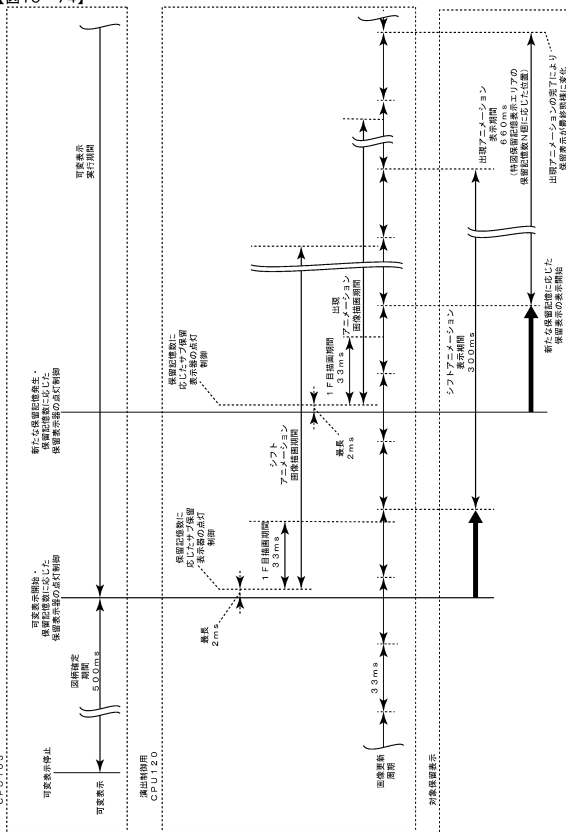 【図10－74】
CPU103
可変表示停止
可変表示
図柄確定
期間
500ms
可変表示開始・
保留記憶数に応じた
保留表示器の点灯制御
新たな保留記憶発生・
保留記憶数に応じた
保留表示器の点灯制御
可変表示
実行期間
演出制御用
CPU120
最長
2ms
保留記憶数に
応じたサブ保留
表示器の点灯
制御
1F目描画期間
33ms
シフト
アニメーション
画像描画期間
最長
2ms
保留記憶数に
応じたサブ保留
表示器の点灯
制御
1F目描画期間
33ms
出現
アニメーション
画像描画期間
画像更新
周期
33ms
対象保留表示
シフトアニメーション
表示期間
300ms
新たな保留記憶に応じた
保留表示の表示開始
出現アニメーション
表示期間
660ms
(特図保留記憶表示エリアの
保留記憶数N個に応じた位置)
出現アニメーションの完了により
保留表示が最終態様に変化